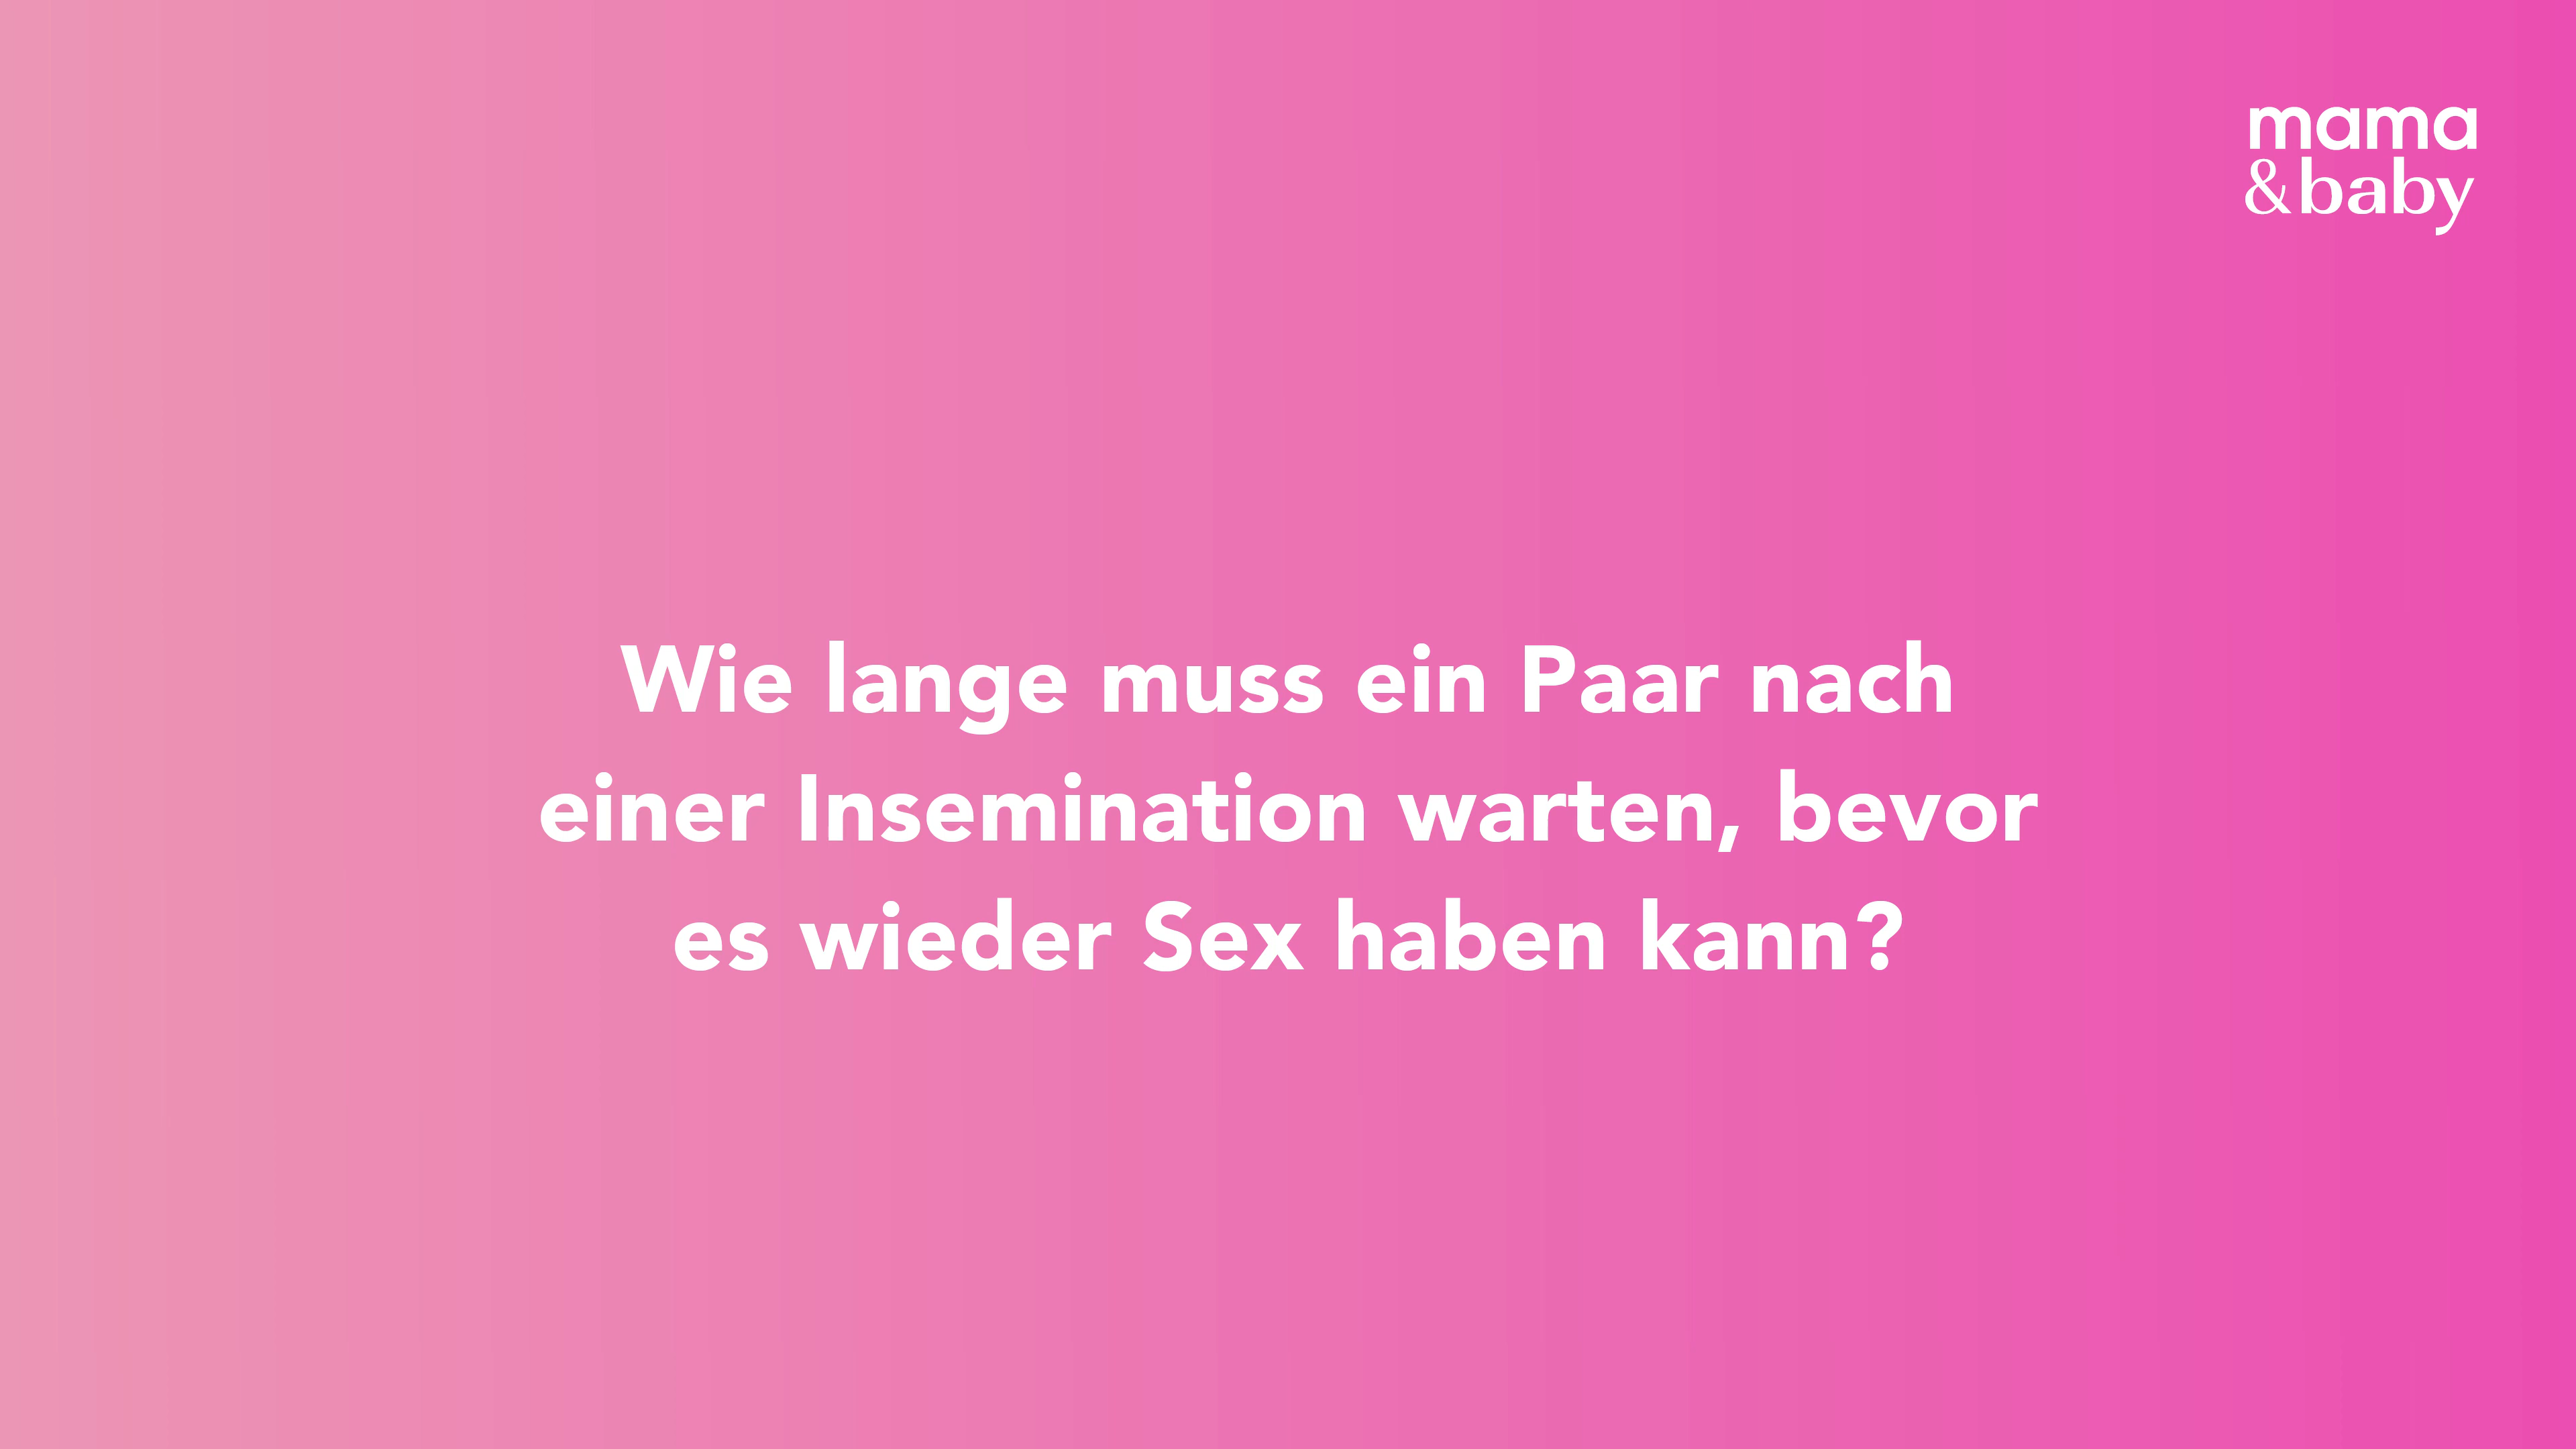 mama
&baby
Wie lange muss ein Paar nach
einer Insemination warten, bevor
es wieder Sex haben kann?